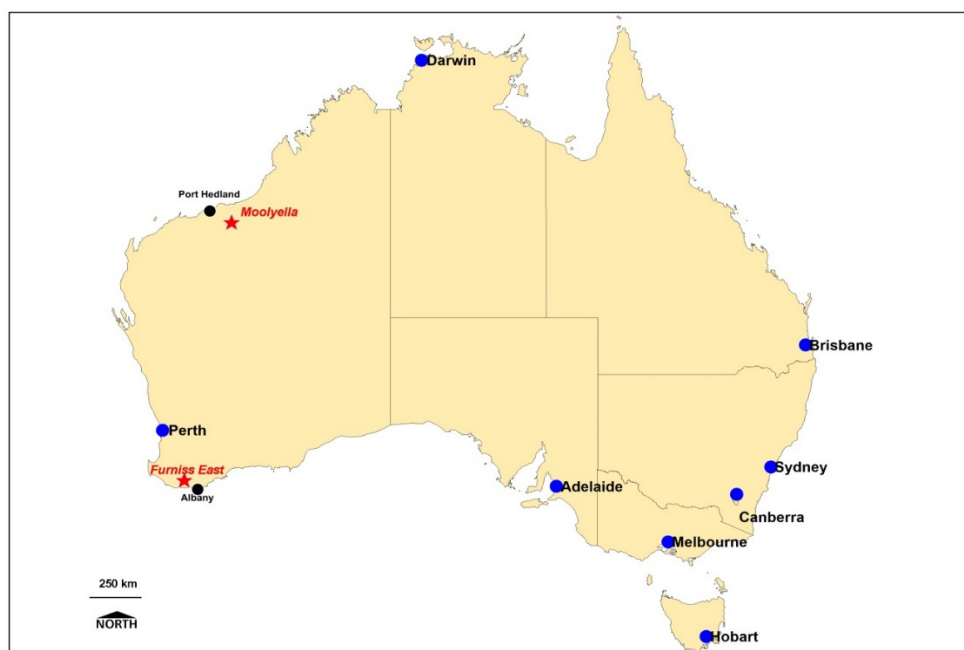 Darwin
Port Hedland
Moolyella
Brisbane
Perth
Furniss East
Albany
Sydney
Adelaide
Canberra
Melbourne
250 km
NORTH
Hobart